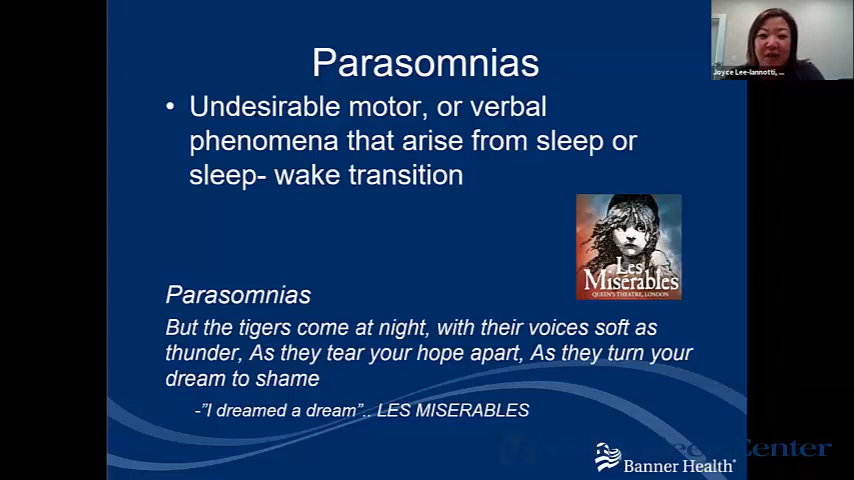 Parasomnias
Joyce Lee-Iannotti, ...
• Undesirable motor, or verbal
phenomena that arise from sleep or
sleep- wake transition
Les
Misérables
QUEEN'S THEATRE, LONDON
Parasomnias
But the tigers come at night, with their voices soft as
thunder, As they tear your hope apart, As they turn your
dream to shame
-"I dreamed a dream".. LES MISERABLES
Center
Banner Health